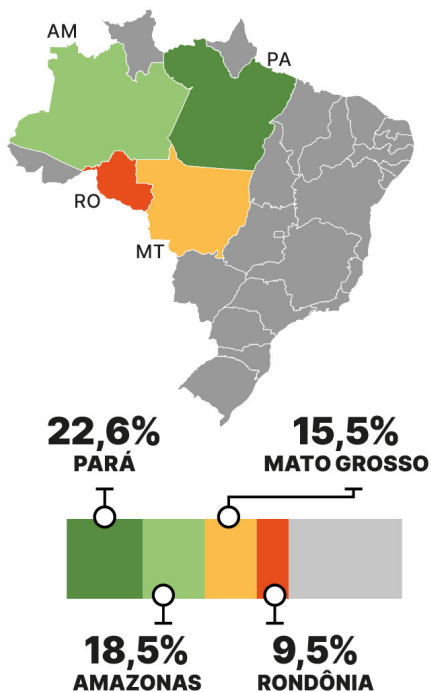 AM
PA
RO
MT
22,6%
PARÁ
15,5%
MATO GROSSO
18,5%
AMAZONAS
9,5%
RONDÔNIA